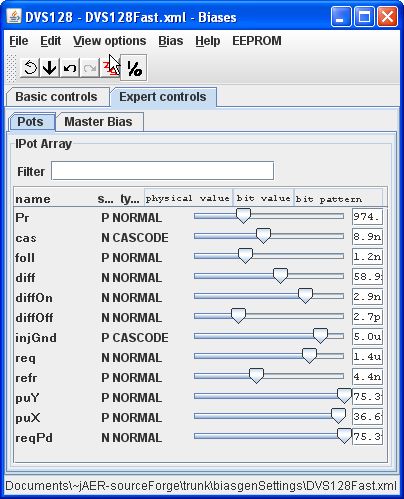 DVS128 - DVS128Fast.xml - Biases
File Edit View options Bias Help EEPROM
1/0
Basic controls Expert controls
Pots Master Bias
IPot Array
Filter
name s... ty... physical value bit value bit pattern
Pr P NORMAL 974.
cas N CASCODE 8.9n
foll P NORMAL 1.2n
diff N NORMAL 58.9
diffOn N NORMAL 2.9n
diffOff N NORMAL 2.7p
injGnd P CASCODE 5.0u
req N NORMAL 1.4u
refr P NORMAL 4.4n
puY P NORMAL 75.3
puX P NORMAL 36.6
reqPd N NORMAL 75.3
Documents\~jAER-sourceForge\trunk\biasgenSettings\DVS128Fast.xml